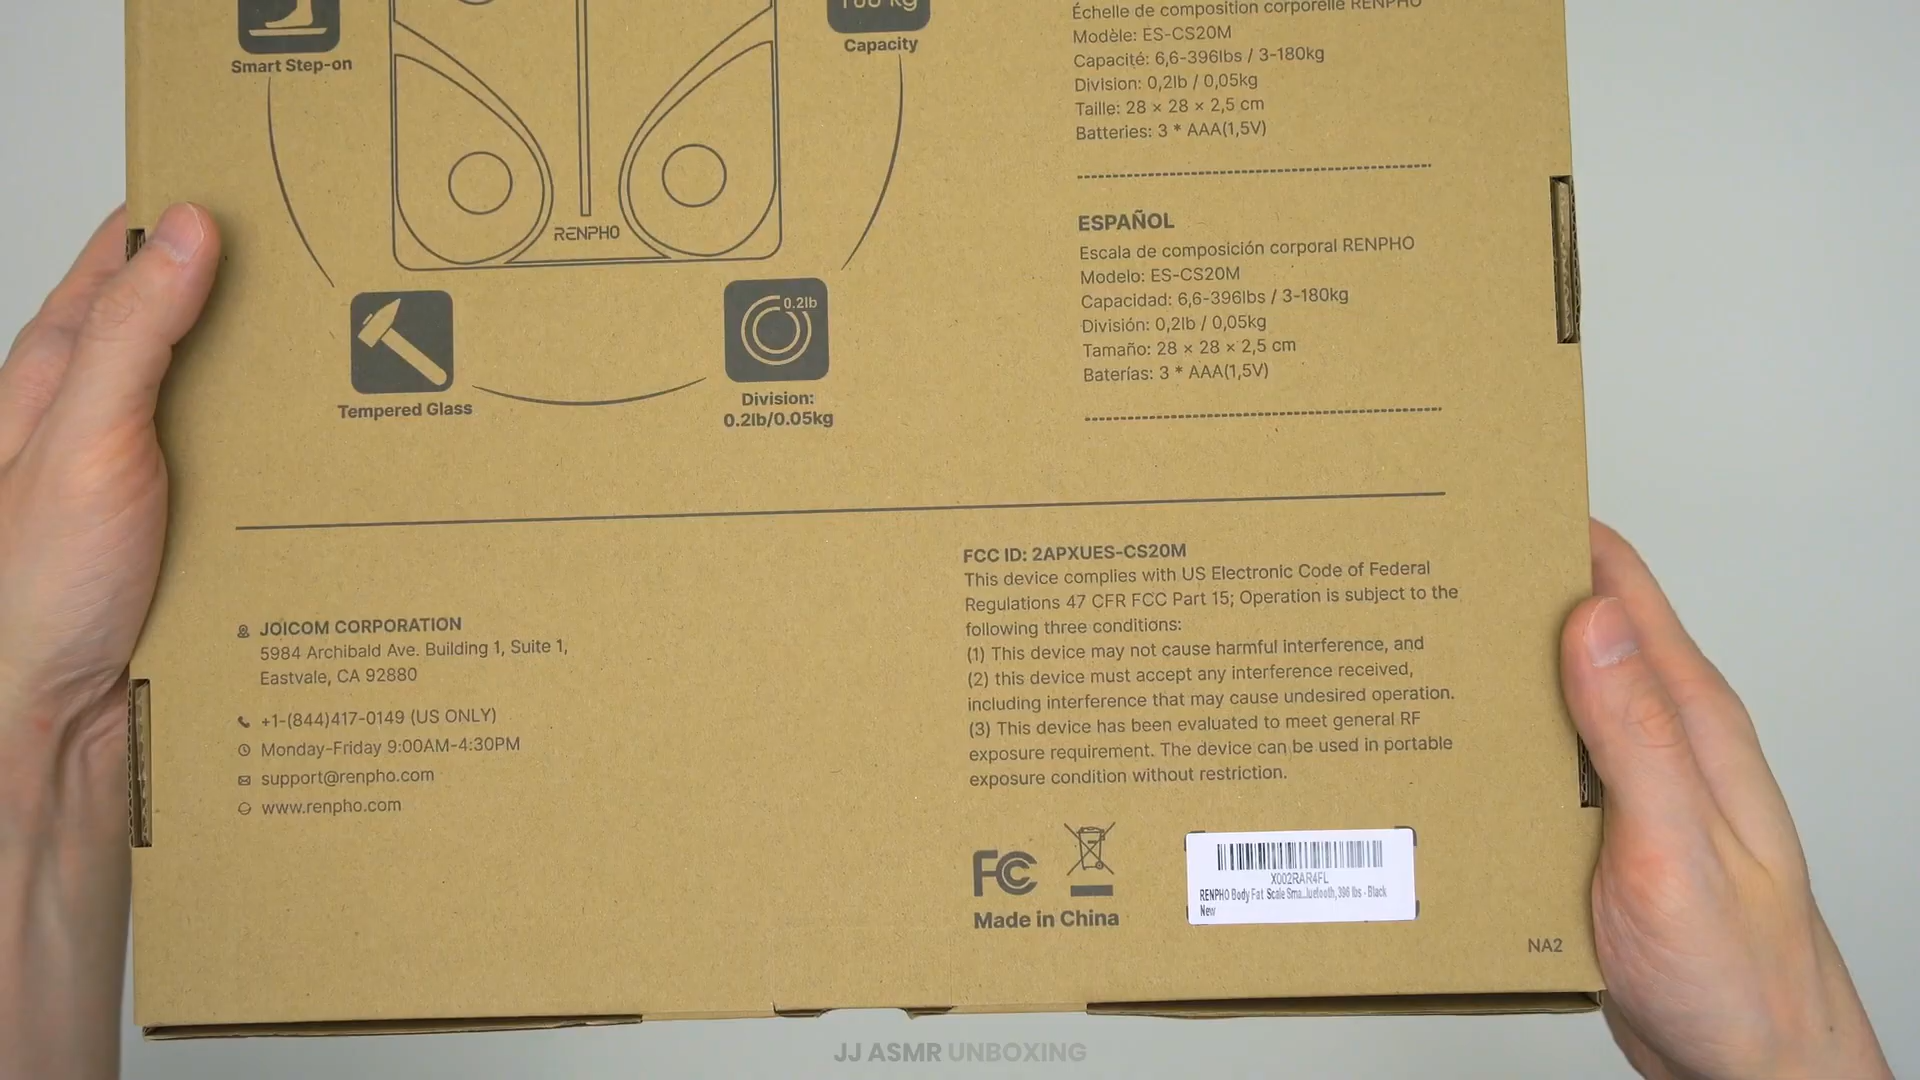 Smart Step-on
Capacity
RENPHO
Tempered Glass
0.2lb
Division:
0.2lb/0.05kg
Échelle de composition corporelle RENPHO
Modèle: ES-CS20M
Capacité: 6,6-396lbs / 3-180kg
Division: 0,2lb / 0,05kg
Taille: 28 × 28 × 2,5 cm
Batteries: 3 * AAA(1,5V)
ESPAÑOL
Escala de composición corporal RENPHO
Modelo: ES-CS20M
Capacidad: 6,6-396lbs / 3-180kg
División: 0,2lb / 0,05kg
Tamaño: 28 × 28 × 2,5 cm
Baterías: 3 * AAA(1,5V)
JOICOM CORPORATION
5984 Archibald Ave. Building 1, Suite 1,
Eastvale, CA 92880
+1-(844)417-0149 (US ONLY)
Monday-Friday 9:00AM-4:30PM
support@renpho.com
www.renpho.com
FCC ID: 2APXUES-CS20M
This device complies with US Electronic Code of Federal
Regulations 47 CFR FCC Part 15; Operation is subject to the
following three conditions:
(1) This device may not cause harmful interference, and
(2) this device must accept any interference received,
including interference that may cause undesired operation.
(3) This device has been evaluated to meet general RF
exposure requirement. The device can be used in portable
exposure condition without restriction.
FC
Made in China
X002RAR4FL
RENPHO Body Fat Scale Sma...luetooth, 396 lbs - Black
New
NA2
JJ ASMR UNBOXING